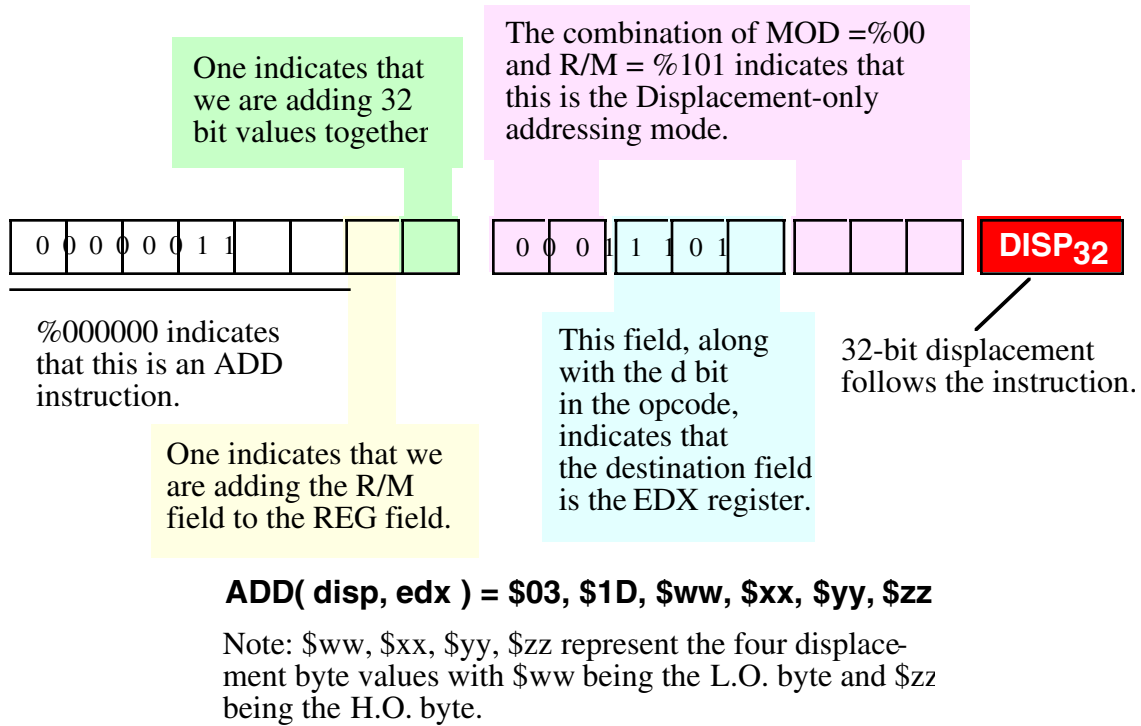 One indicates that
we are adding 32
bit values together
The combination of MOD =%00
and R/M = %101 indicates that
this is the Displacement-only
addressing mode.
0 0 0 0 0 0 1 1
0 0 0 1 1 1 0 1
DISP32
%000000 indicates
that this is an ADD
instruction.
One indicates that we
are adding the R/M
field to the REG field.
This field, along
with the d bit
in the opcode,
indicates that
the destination field
is the EDX register.
32-bit displacement
follows the instruction.
ADD( disp, edx ) = $03, $1D, $ww, $xx, $yy, $zz
Note: $ww, $xx, $yy, $zz represent the four displace-
ment byte values with $ww being the L.O. byte and $zz
being the H.O. byte.